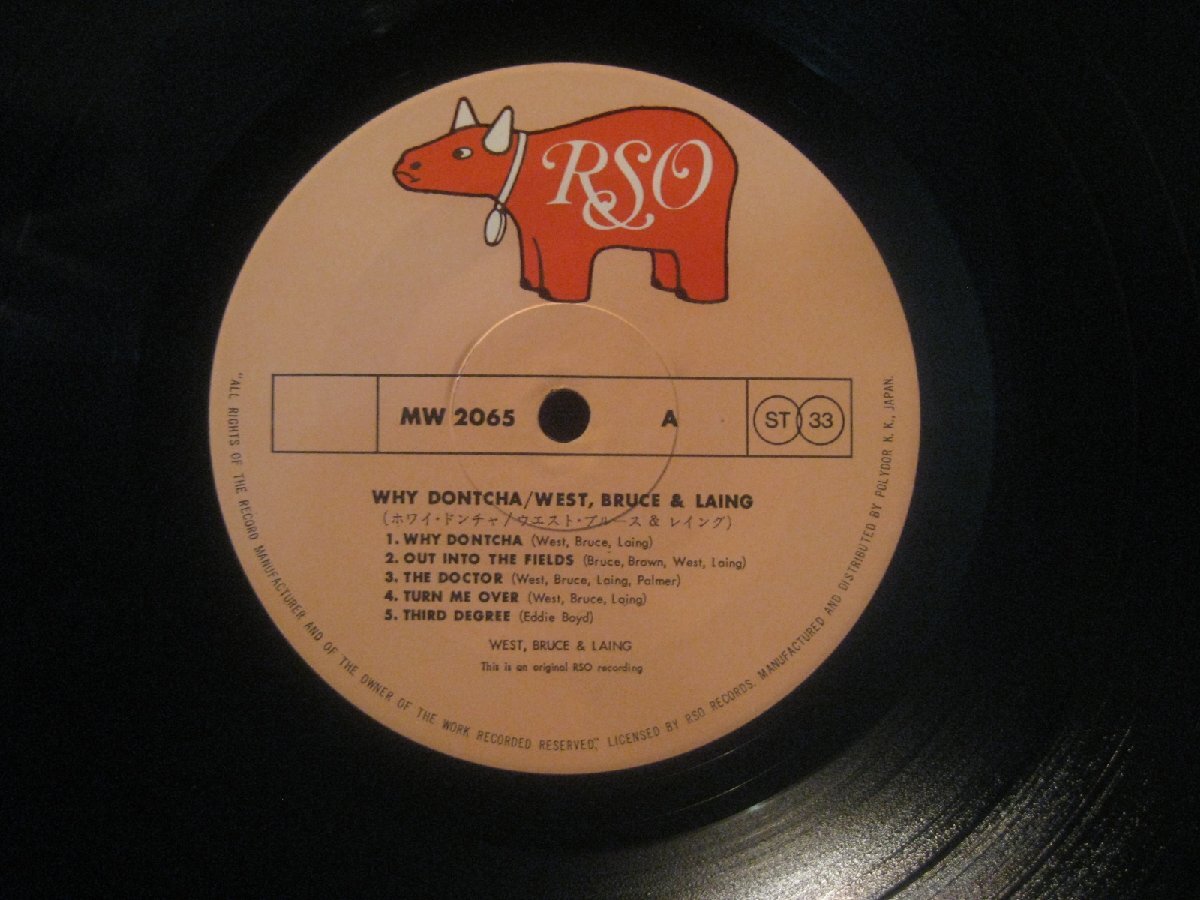 RSO
MW 2065 A ST 33
WHY DONTCHA/WEST, BRUCE & LAING
(ホワイ・ドンチャ/ウエスト・ブルース & レイング)
1. WHY DONTCHA (West, Bruce, Laing)
2. OUT INTO THE FIELDS (Bruce, Brown, West, Laing)
3. THE DOCTOR (West, Bruce, Laing, Palmer)
4. TURN ME OVER (West, Bruce, Laing)
5. THIRD DEGREE (Eddie Boyd)
WEST, BRUCE & LAING
This is an original RSO recording
"ALL RIGHTS OF THE RECORD MANUFACTURER AND OF THE OWNER OF THE WORK RECORDED RESERVED." LICENSED BY RSO RECORDS. MANUFACTURED AND DISTRIBUTED BY POLYDOR K. K., JAPAN.